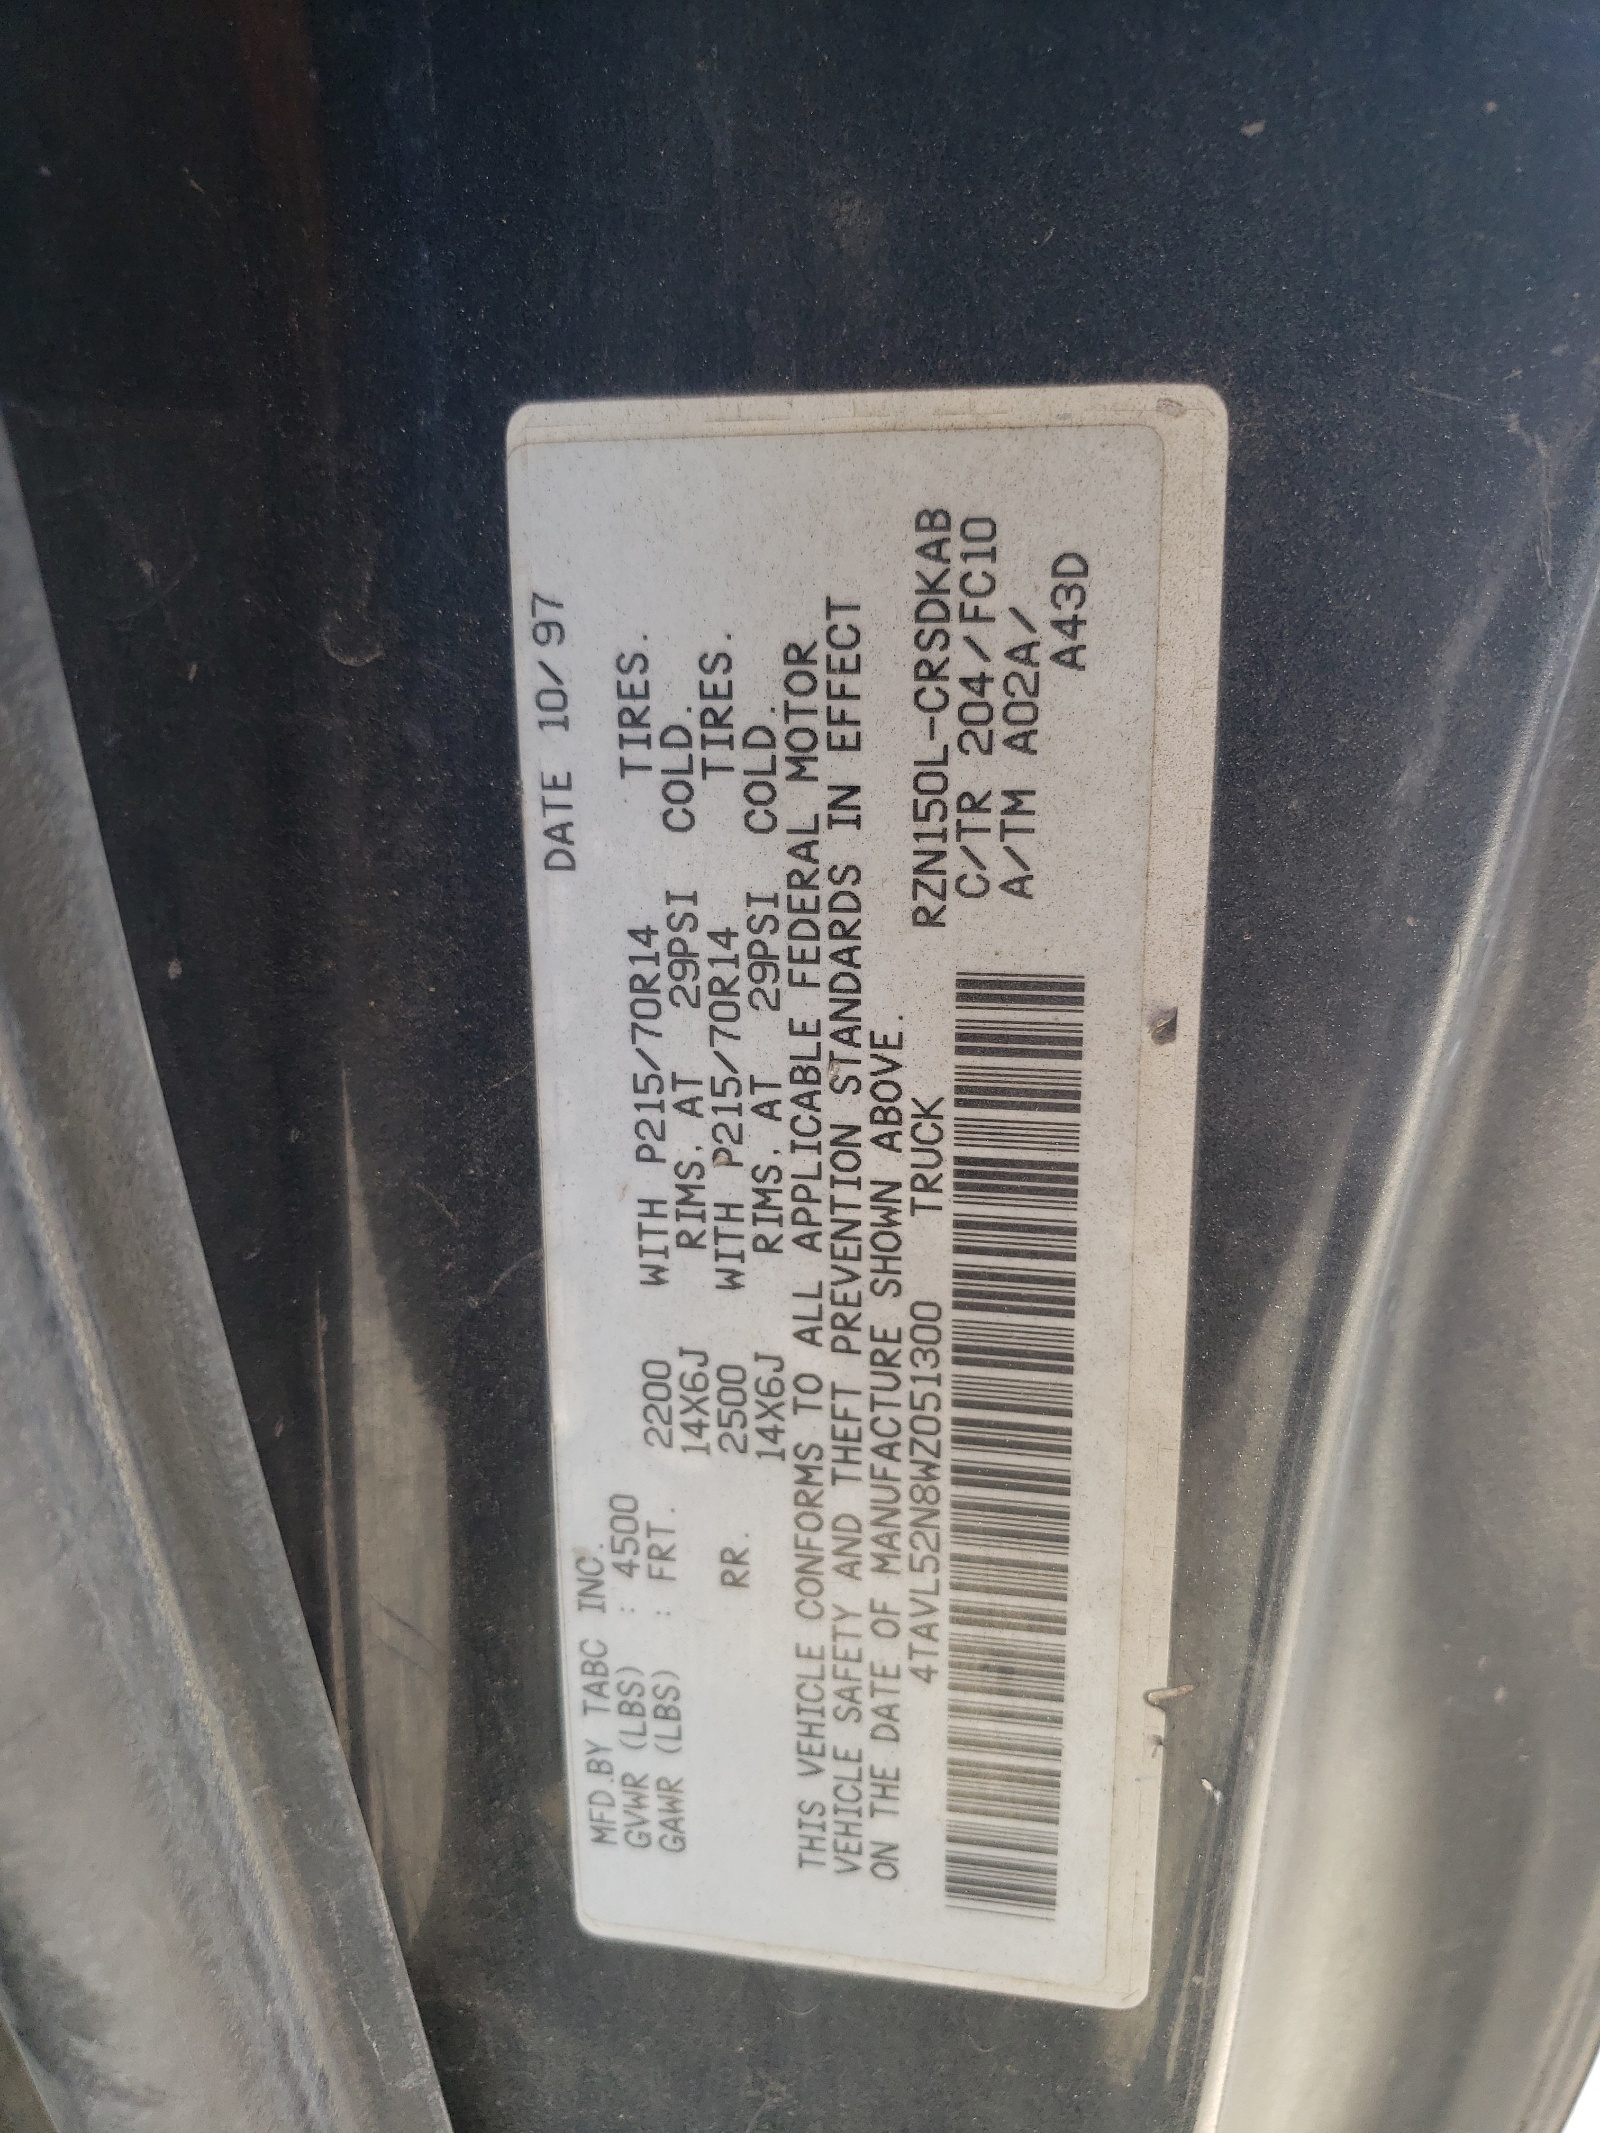 MFD.BY TABC INC. DATE 10/97
GVWR (LBS) : 4500
GAWR (LBS) : FRT. 2200 WITH P215/70R14 TIRES.
14X6J RIMS. AT 29PSI COLD.
RR. 2500 WITH P215/70R14 TIRES.
14X6J RIMS. AT 29PSI COLD.
THIS VEHICLE CONFORMS TO ALL APPLICABLE FEDERAL MOTOR
VEHICLE SAFETY AND THEFT PREVENTION STANDARDS IN EFFECT
ON THE DATE OF MANUFACTURE SHOWN ABOVE.
4TAVL52N8WZ051300 TRUCK RZN150L-CRSDKAB
C/TR 204/FC10
A/TM A02A/
A43D